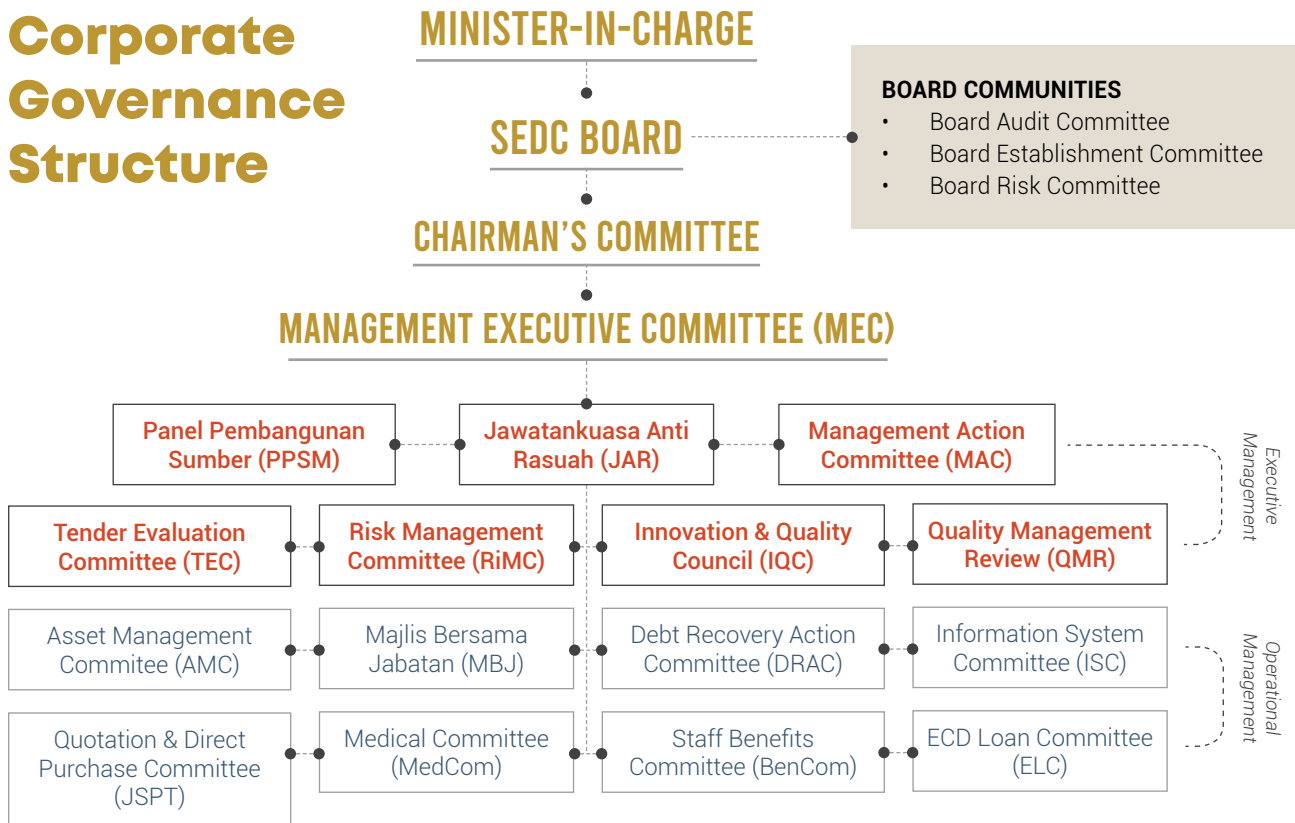 Corporate
Governance
Structure
MINISTER-IN-CHARGE
SEDC BOARD
CHAIRMAN'S COMMITTEE
MANAGEMENT EXECUTIVE COMMITTEE (MEC)
BOARD COMMUNITIES
• Board Audit Committee
• Board Establishment Committee
• Board Risk Committee
Panel Pembangunan
Sumber (PPSM)
Jawatankuasa Anti
Rasuah (JAR)
Management Action
Committee (MAC)
Executive
Management
Tender Evaluation
Committee (TEC)
Risk Management
Committee (RiMC)
Innovation & Quality
Council (IQC)
Quality Management
Review (QMR)
Asset Management
Commitee (AMC)
Majlis Bersama
Jabatan (MBJ)
Debt Recovery Action
Committee (DRAC)
Information System
Committee (ISC)
Operational
Management
Quotation & Direct
Purchase Committee
(JSPT)
Medical Committee
(MedCom)
Staff Benefits
Committee (BenCom)
ECD Loan Committee
(ELC)